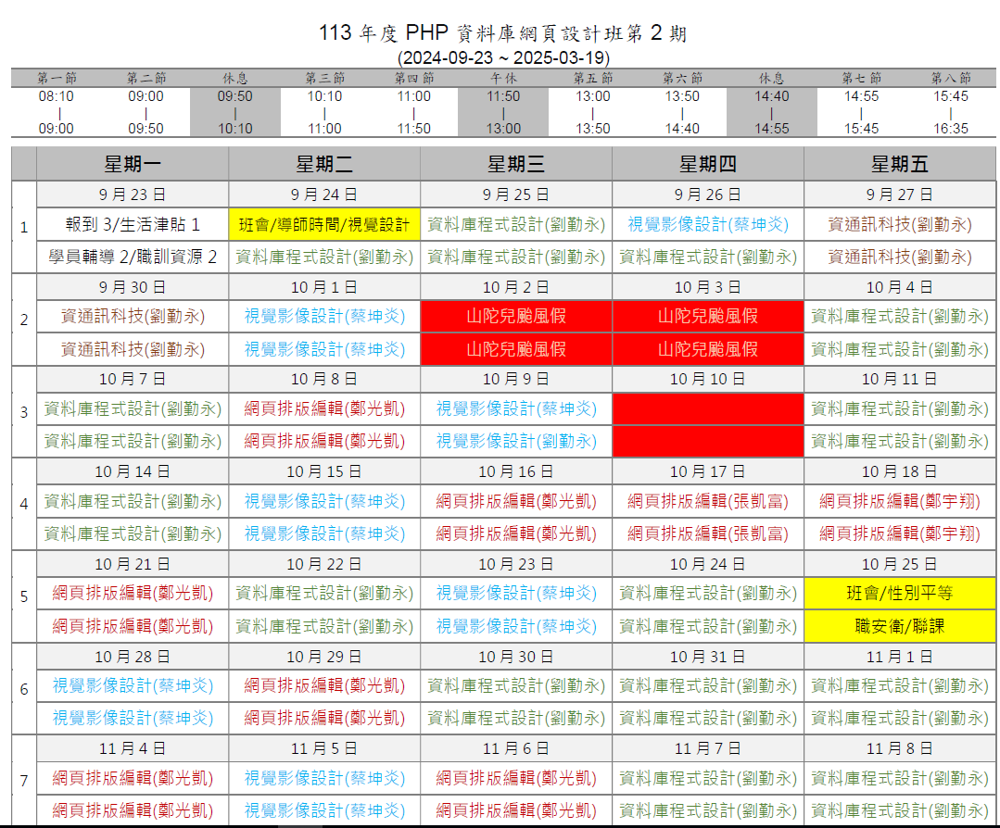 113 年度 PHP 資料庫網頁設計班第 2 期
(2024-09-23 ~ 2025-03-19)
第一節 第二節 休息 第三節 第四節 午休 第五節 第六節 休息 第七節 第八節
08:10 09:00 09:50 10:10 11:00 11:50 13:00 13:50 14:40 14:55 15:45
| | | | | | | | | | |
09:00 09:50 10:10 11:00 11:50 13:00 13:50 14:40 14:55 15:45 16:35
星期一 星期二 星期三 星期四 星期五
9 月 23 日 9 月 24 日 9 月 25 日 9 月 26 日 9 月 27 日
1
報到 3/生活津貼 1 班會/導師時間/視覺設計 資料庫程式設計(劉勤永) 視覺影像設計(蔡坤炎) 資通訊科技(劉勤永)
學員輔導 2/職訓資源 2 資料庫程式設計(劉勤永) 資料庫程式設計(劉勤永) 資料庫程式設計(劉勤永) 資通訊科技(劉勤永)
9 月 30 日 10 月 1 日 10 月 2 日 10 月 3 日 10 月 4 日
2
資通訊科技(劉勤永) 視覺影像設計(蔡坤炎) 山陀兒颱風假 山陀兒颱風假 資料庫程式設計(劉勤永)
資通訊科技(劉勤永) 視覺影像設計(蔡坤炎) 山陀兒颱風假 山陀兒颱風假 資料庫程式設計(劉勤永)
10 月 7 日 10 月 8 日 10 月 9 日 10 月 10 日 10 月 11 日
3
資料庫程式設計(劉勤永) 網頁排版編輯(鄭光凱) 視覺影像設計(蔡坤炎) 資料庫程式設計(劉勤永)
資料庫程式設計(劉勤永) 網頁排版編輯(鄭光凱) 視覺影像設計(劉勤永) 資料庫程式設計(劉勤永)
10 月 14 日 10 月 15 日 10 月 16 日 10 月 17 日 10 月 18 日
4
資料庫程式設計(劉勤永) 視覺影像設計(蔡坤炎) 網頁排版編輯(鄭光凱) 網頁排版編輯(張凱富) 網頁排版編輯(鄭宇翔)
資料庫程式設計(劉勤永) 視覺影像設計(蔡坤炎) 網頁排版編輯(鄭光凱) 網頁排版編輯(張凱富) 網頁排版編輯(鄭宇翔)
10 月 21 日 10 月 22 日 10 月 23 日 10 月 24 日 10 月 25 日
5
網頁排版編輯(鄭光凱) 資料庫程式設計(劉勤永) 視覺影像設計(蔡坤炎) 資料庫程式設計(劉勤永) 班會/性別平等
網頁排版編輯(鄭光凱) 資料庫程式設計(劉勤永) 視覺影像設計(蔡坤炎) 資料庫程式設計(劉勤永) 職安衛/聯課
10 月 28 日 10 月 29 日 10 月 30 日 10 月 31 日 11 月 1 日
6
視覺影像設計(蔡坤炎) 網頁排版編輯(鄭光凱) 資料庫程式設計(劉勤永) 資料庫程式設計(劉勤永) 資料庫程式設計(劉勤永)
視覺影像設計(蔡坤炎) 網頁排版編輯(鄭光凱) 資料庫程式設計(劉勤永) 資料庫程式設計(劉勤永) 資料庫程式設計(劉勤永)
11 月 4 日 11 月 5 日 11 月 6 日 11 月 7 日 11 月 8 日
7
網頁排版編輯(鄭光凱) 視覺影像設計(蔡坤炎) 網頁排版編輯(鄭光凱) 資料庫程式設計(劉勤永) 資料庫程式設計(劉勤永)
網頁排版編輯(鄭光凱) 視覺影像設計(蔡坤炎) 網頁排版編輯(鄭光凱) 資料庫程式設計(劉勤永) 資料庫程式設計(劉勤永)